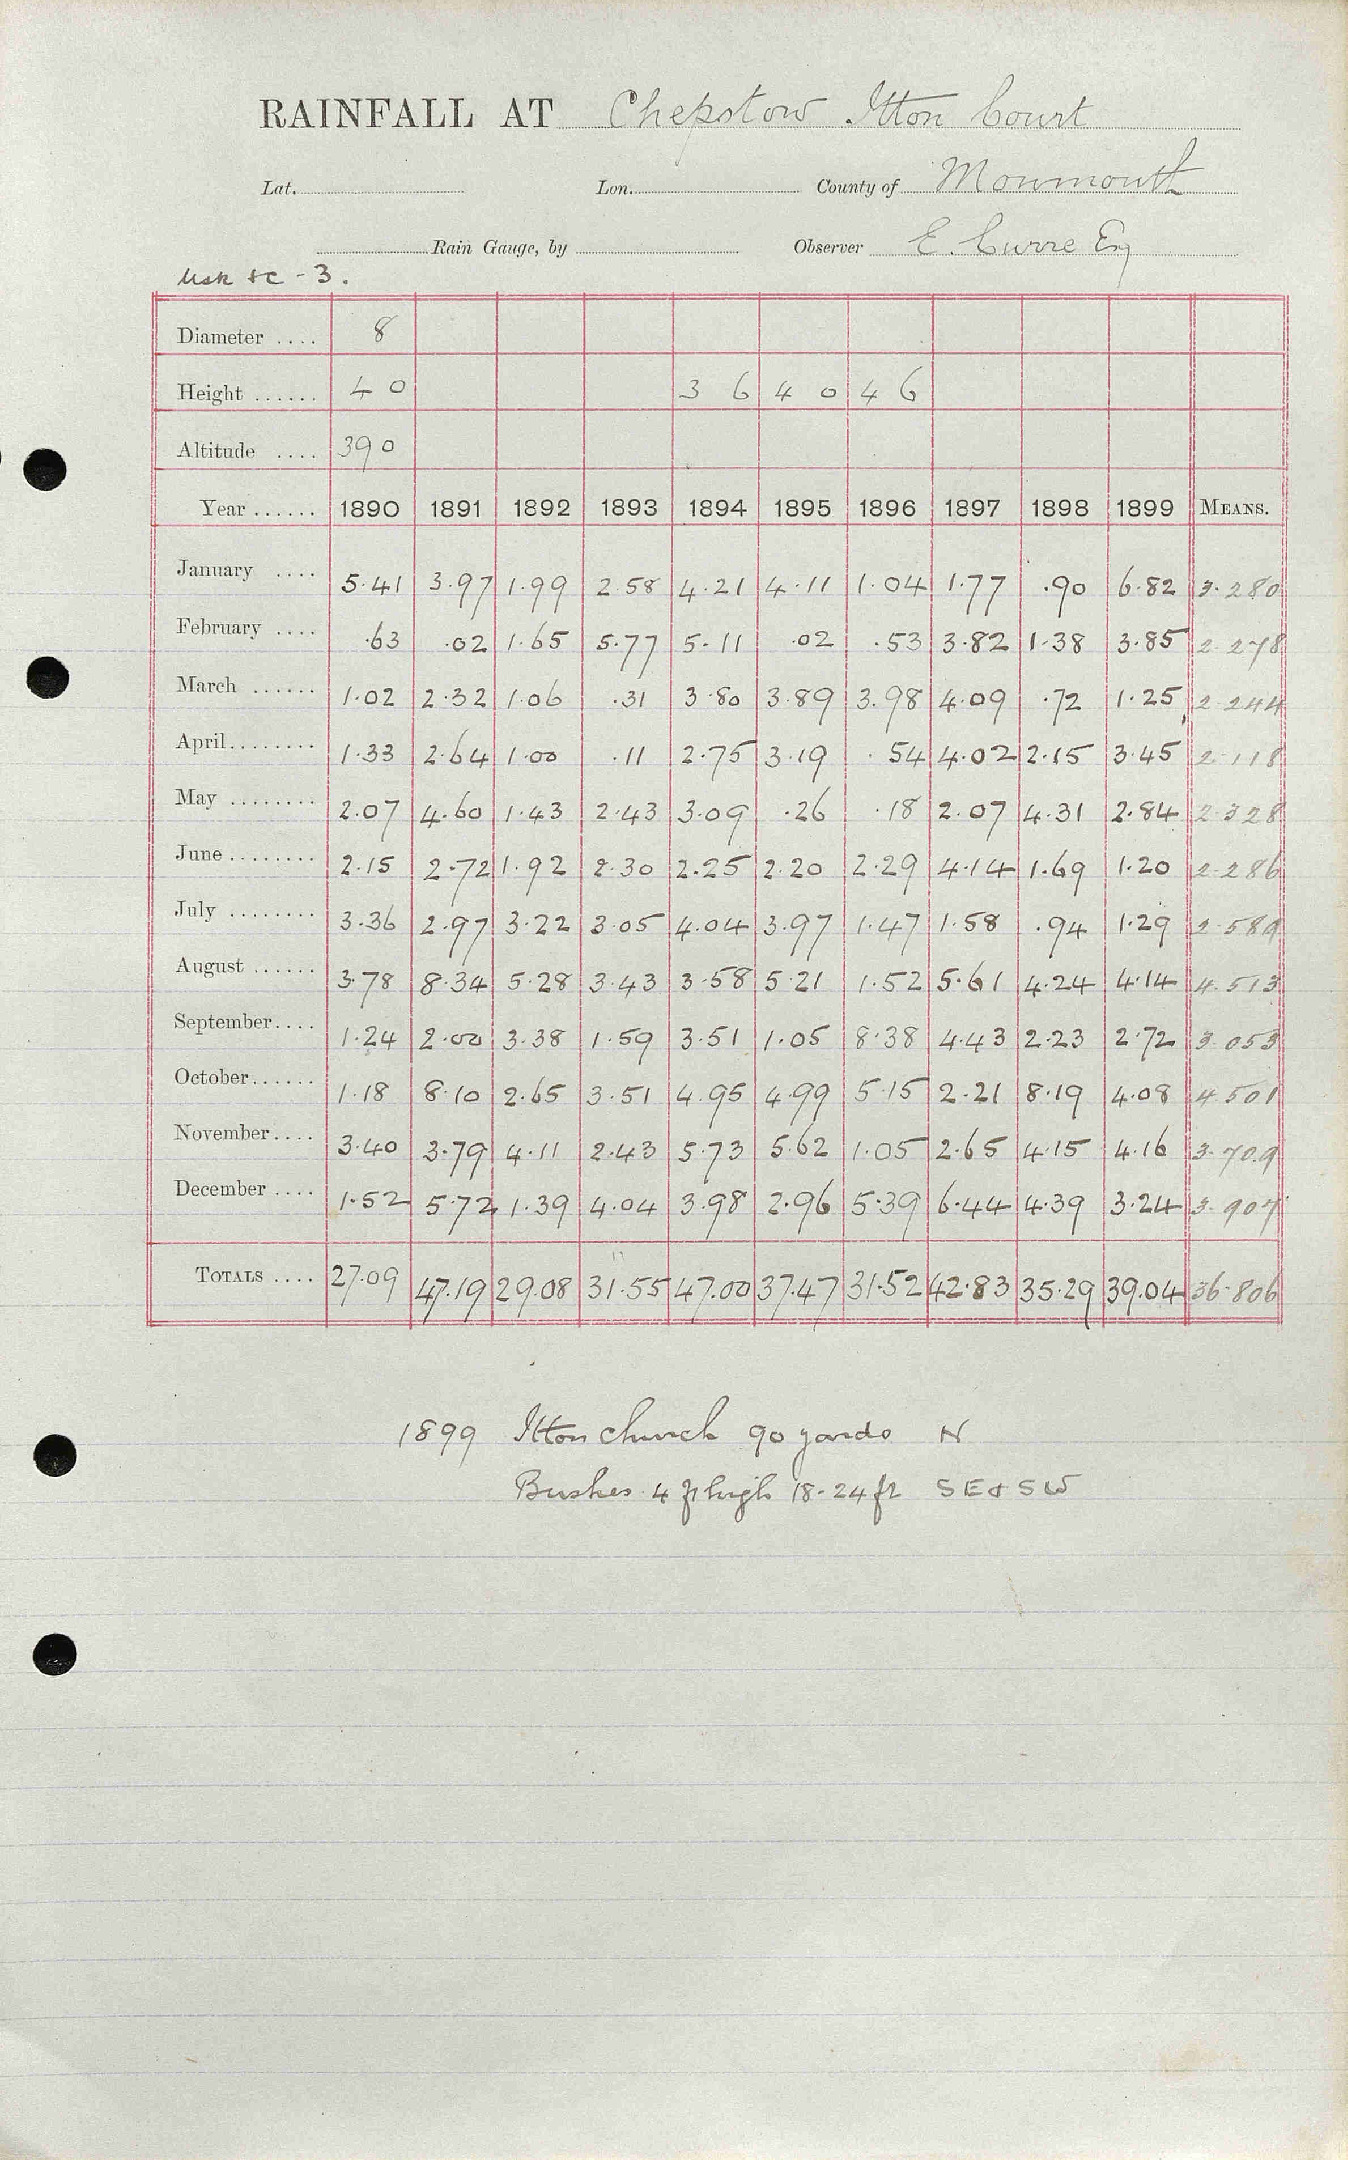 RAINFALL AT Chepstow Itton Court
Lat. Lon. County of Monmouth
Rain Gauge, by Observer E. Curre Esq
Usk &c - 3.
Diameter .... 8
Height ...... 4 0 3 6 4 0 4 6
Altitude .... 390
Year ...... 1890 1891 1892 1893 1894 1895 1896 1897 1898 1899 MEANS.
January .... 5.41 3.97 1.99 2.58 4.21 4.11 1.04 1.77 .90 6.82 3.280
February .... .63 .02 1.65 5.77 5.11 .02 .53 3.82 1.38 3.85 2.278
March ...... 1.02 2.32 1.06 .31 3.80 3.89 3.98 4.09 .72 1.25 2.244
April........ 1.33 2.64 1.00 .11 2.75 3.19 .54 4.02 2.15 3.45 2.118
May ........ 2.07 4.60 1.43 2.43 3.09 .26 .18 2.07 4.31 2.84 2.328
June ........ 2.15 2.72 1.92 2.30 2.25 2.20 2.29 4.14 1.69 1.20 2.286
July ........ 3.36 2.97 3.22 3.05 4.04 3.97 1.47 1.58 .94 1.29 2.589
August ...... 3.78 8.34 5.28 3.43 3.58 5.21 1.52 5.61 4.24 4.14 4.513
September.... 1.24 2.00 3.38 1.59 3.51 1.05 8.38 4.43 2.23 2.72 3.053
October...... 1.18 8.10 2.65 3.51 4.95 4.99 5.15 2.21 8.19 4.08 4.501
November.... 3.40 3.79 4.11 2.43 5.73 5.62 1.05 2.65 4.15 4.16 3.709
December .... 1.52 5.72 1.39 4.04 3.98 2.96 5.39 6.44 4.39 3.24 3.907
TOTALS .... 27.09 47.19 29.08 31.55 47.00 37.47 31.52 42.83 35.29 39.04 36.806
1899 Itton church 90 yards N
Bushes 4 ft high 18-24 ft SE & SW